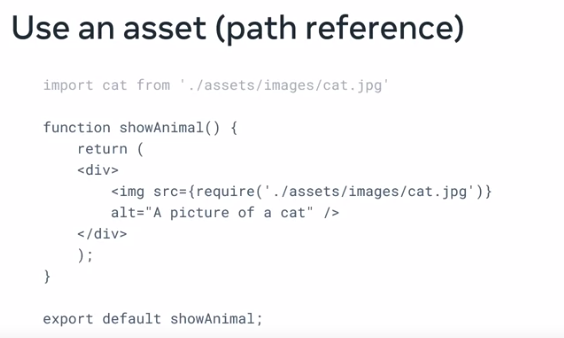 Use an asset (path reference)
import cat from './assets/images/cat.jpg'
function showAnimal() {
return (
<div>
<img src={require('./assets/images/cat.jpg')}
alt="A picture of a cat" />
</div>
);
}
export default showAnimal;